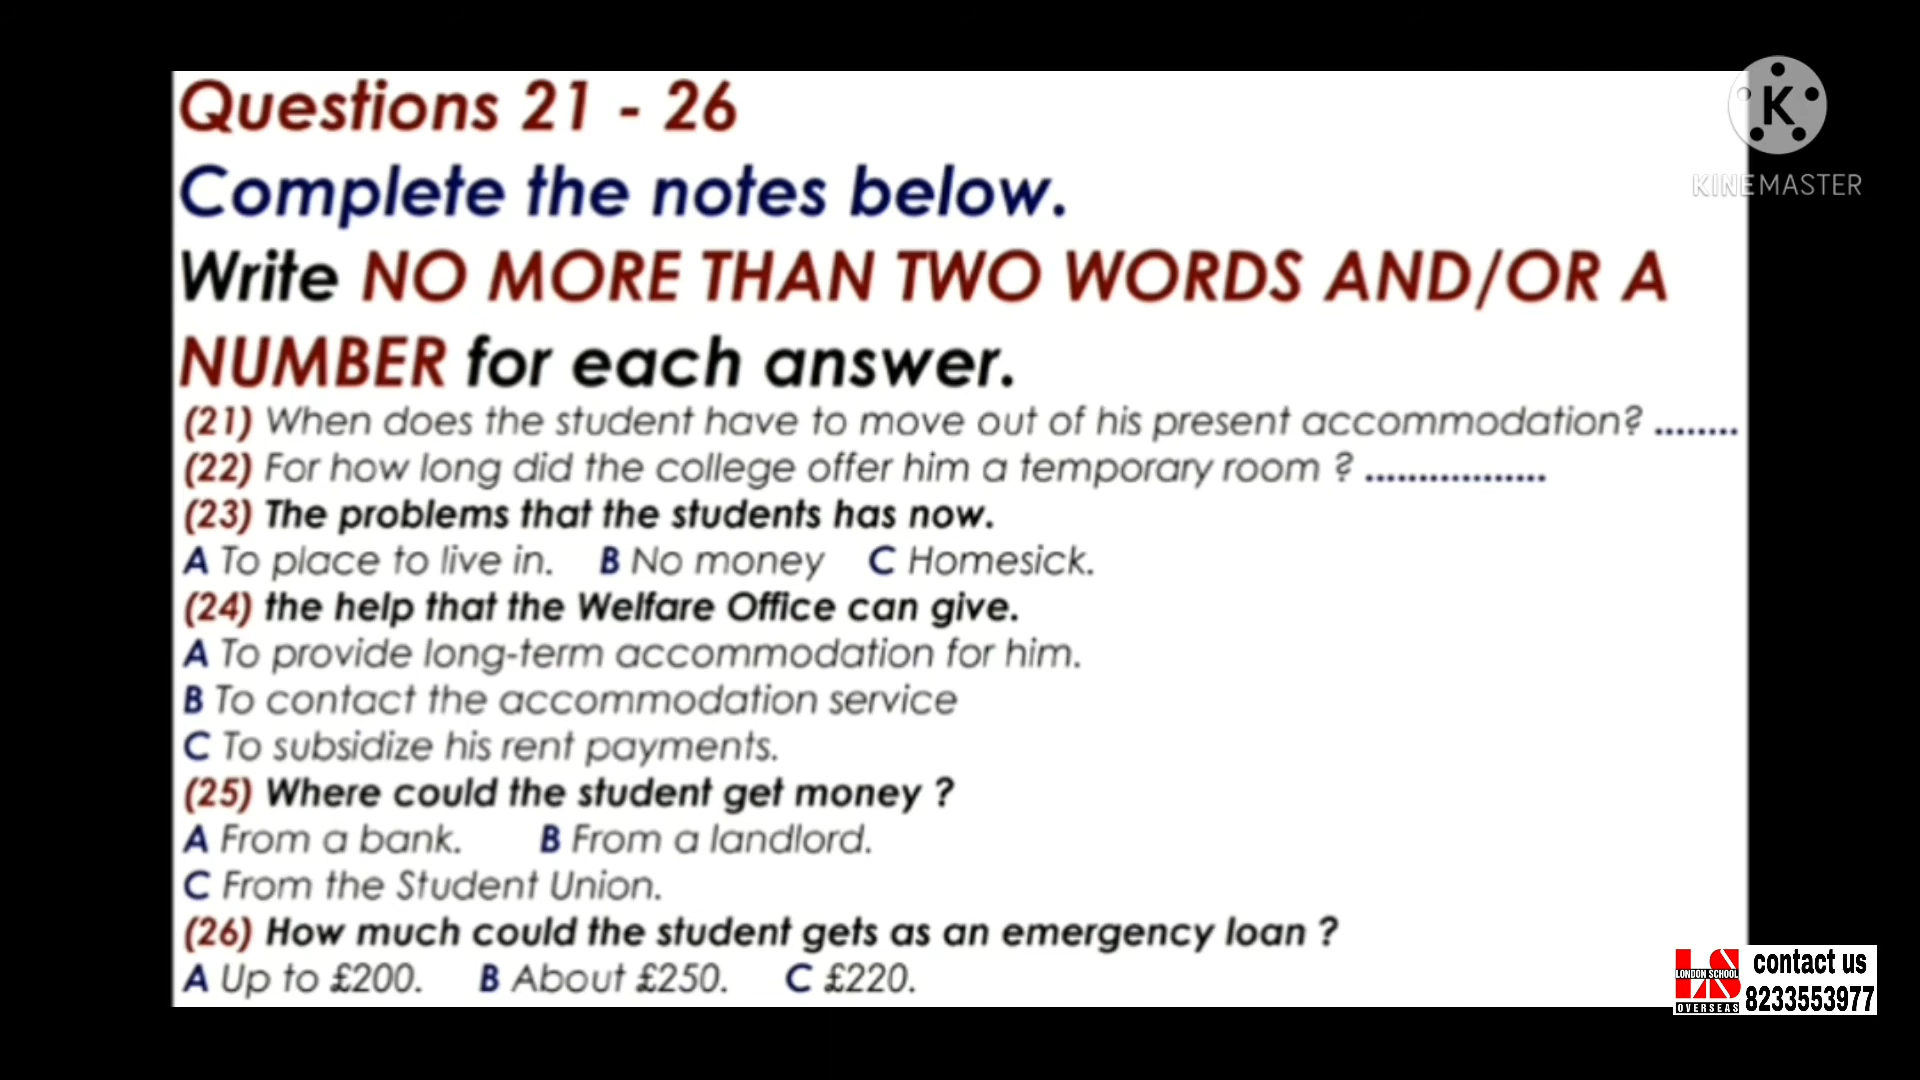 Questions 21 - 26
Complete the notes below.
Write NO MORE THAN TWO WORDS AND/OR A
NUMBER for each answer.
(21) When does the student have to move out of his present accommodation? ........
(22) For how long did the college offer him a temporary room ? .................
(23) The problems that the students has now.
A To place to live in. B No money C Homesick.
(24) the help that the Welfare Office can give.
A To provide long-term accommodation for him.
B To contact the accommodation service
C To subsidize his rent payments.
(25) Where could the student get money ?
A From a bank. B From a landlord.
C From the Student Union.
(26) How much could the student gets as an emergency loan ?
A Up to £200. B About £250. C £220.
K
KINEMASTER
LS
LONDON SCHOOL
OVERSEAS
contact us
8233553977